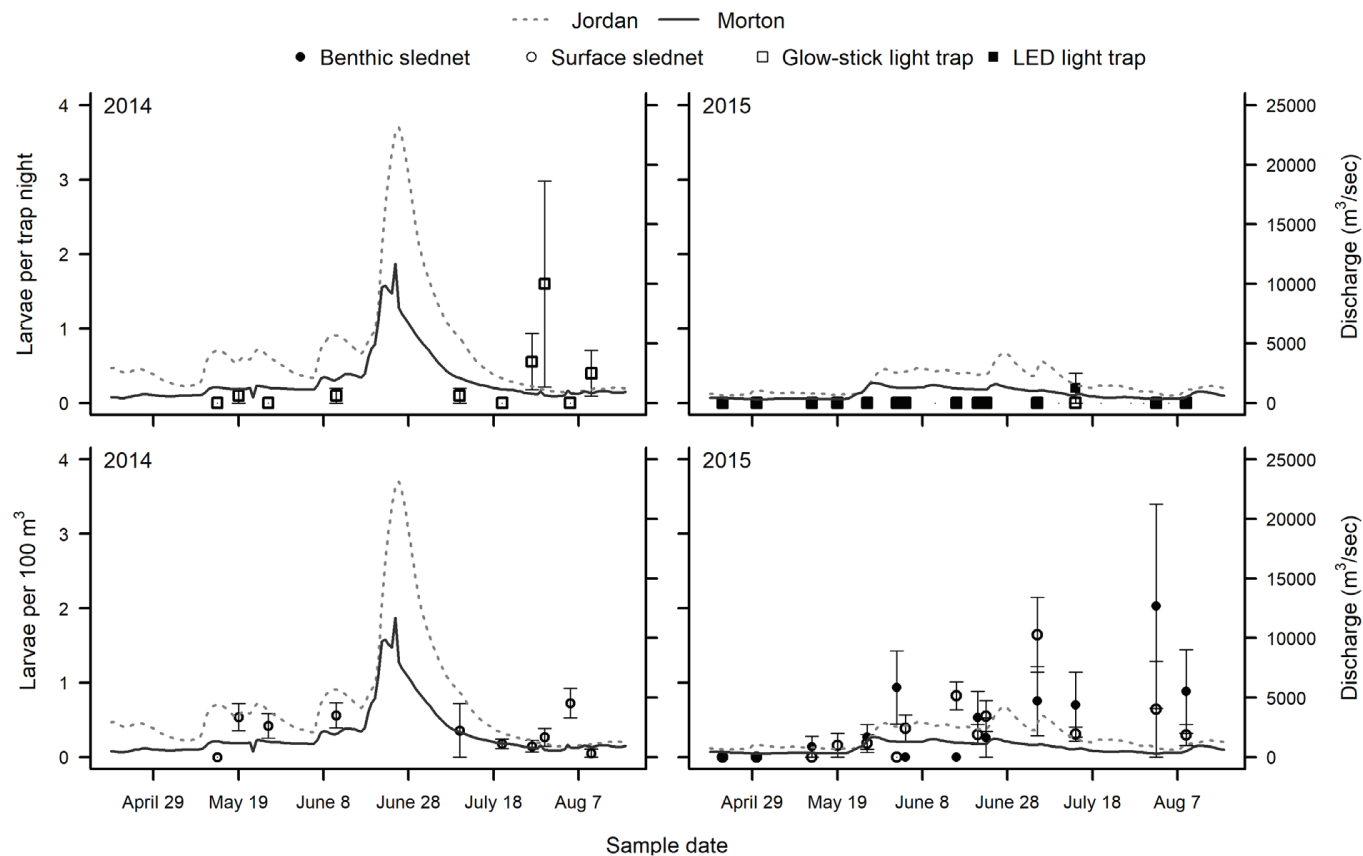 Jordan Morton
Benthic slednet Surface slednet Glow-stick light trap LED light trap
2014
2015
Larvae per trap night
4
3
2
1
0
25000
20000
15000
10000
5000
0
Discharge (m³/sec)
2014
2015
Larvae per 100 m³
4
3
2
1
0
25000
20000
15000
10000
5000
0
Discharge (m³/sec)
April 29 May 19 June 8 June 28 July 18 Aug 7
April 29 May 19 June 8 June 28 July 18 Aug 7
Sample date